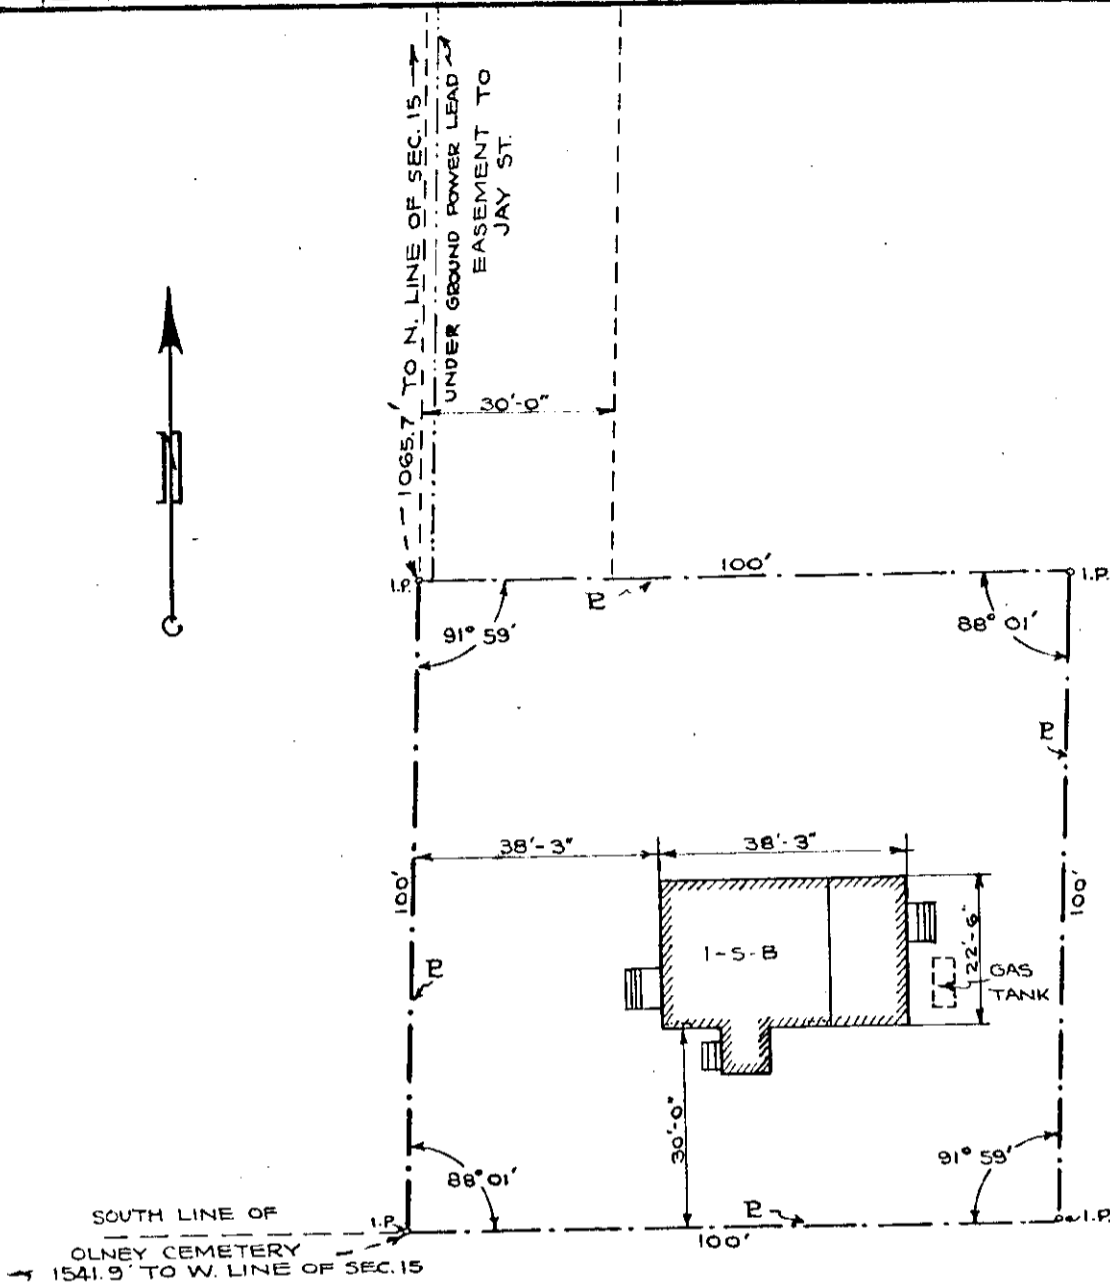 1065.7' TO N. LINE OF SEC. 15
UNDER GROUND POWER LEAD
EASEMENT TO
JAY ST.
30'-0"
N
I.P.
100'
I.P.
P
91° 59'
88° 01'
P
38'-3"
38'-3"
100'
100'
22'-6"
1-S-B
P
GAS
TANK
30'-0"
88° 01'
91° 59'
SOUTH LINE OF
I.P.
P
I.P.
100'
OLNEY CEMETERY
1541.9' TO W. LINE OF SEC. 15